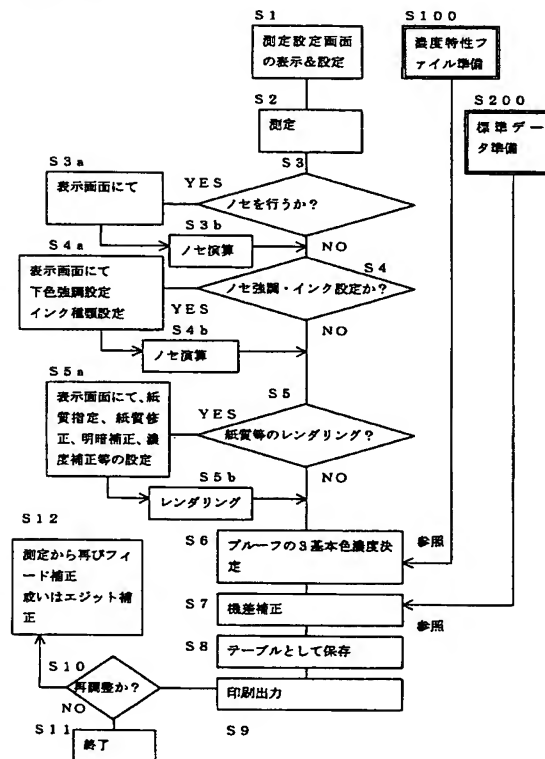 S1
測定設定画面
の表示＆設定
S100
濃度特性フ
ァイル準備
S2
測定
S200
標準デー
タ準備
S3a
表示画面にて
YES
S3
ノセを行うか？
S3b
ノセ演算
NO
S4a
表示画面にて
下色強調設定
インク種類設定
YES
S4
ノセ強調・インク設定か？
S4b
ノセ演算
NO
S5a
表示画面にて、紙
質指定、紙質修
正、明暗補正、濃
度補正等の設定
YES
S5
紙質等のレンダリング？
S5b
レンダリング
NO
S12
測定から再びフィ
ード補正
或いはエジット補
正
S6
プルーフの3基本色濃度決
定
参照
S7
機差補正
参照
S8
テーブルとして保存
S10
再調整か？
NO
印刷出力
S9
S11
終了